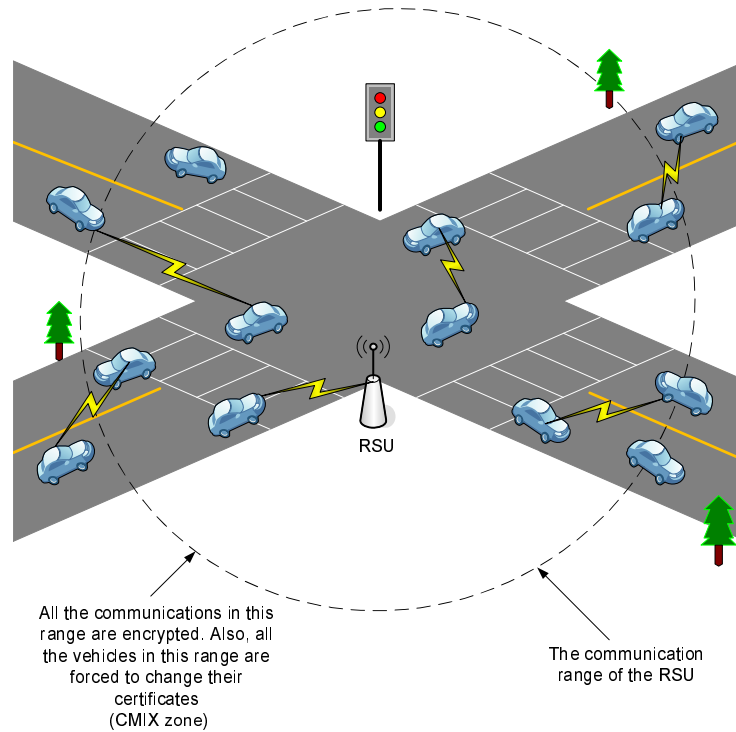 RSU
All the communications in this
range are encrypted. Also, all
the vehicles in this range are
forced to change their
certificates
(CMIX zone)
The communication
range of the RSU